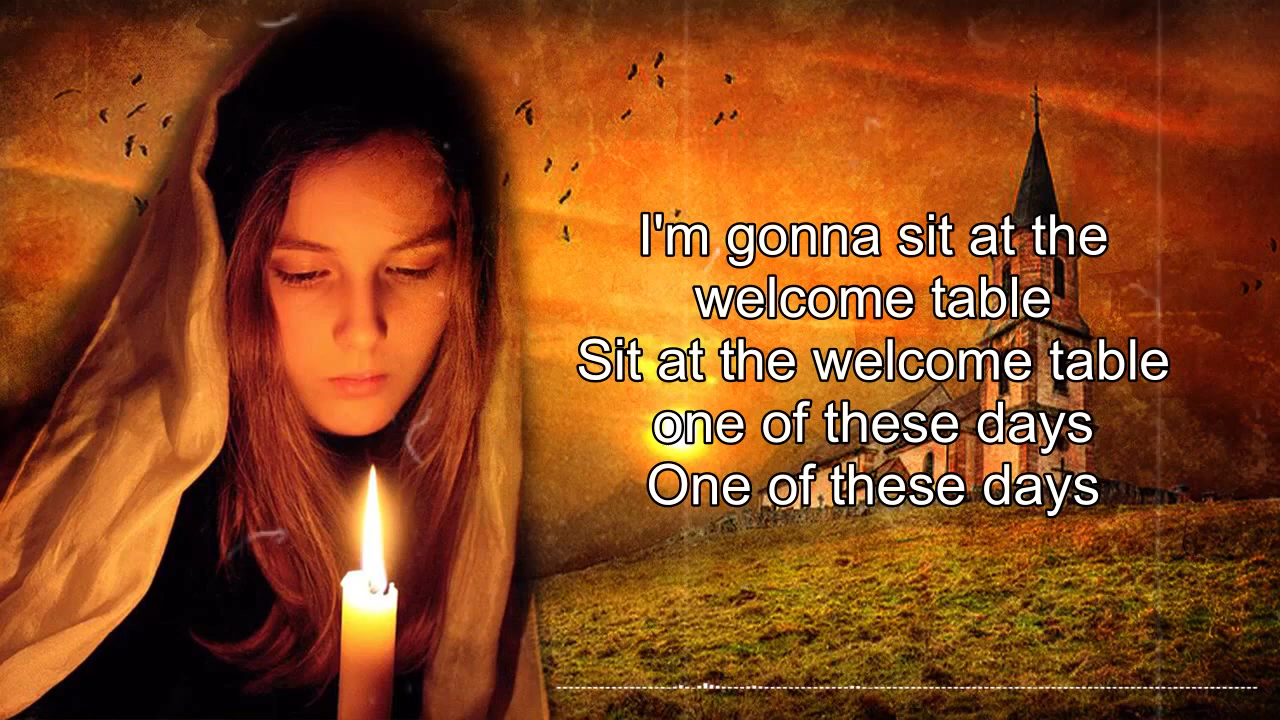 I'm gonna sit at the
welcome table
Sit at the welcome table
one of these days
One of these days